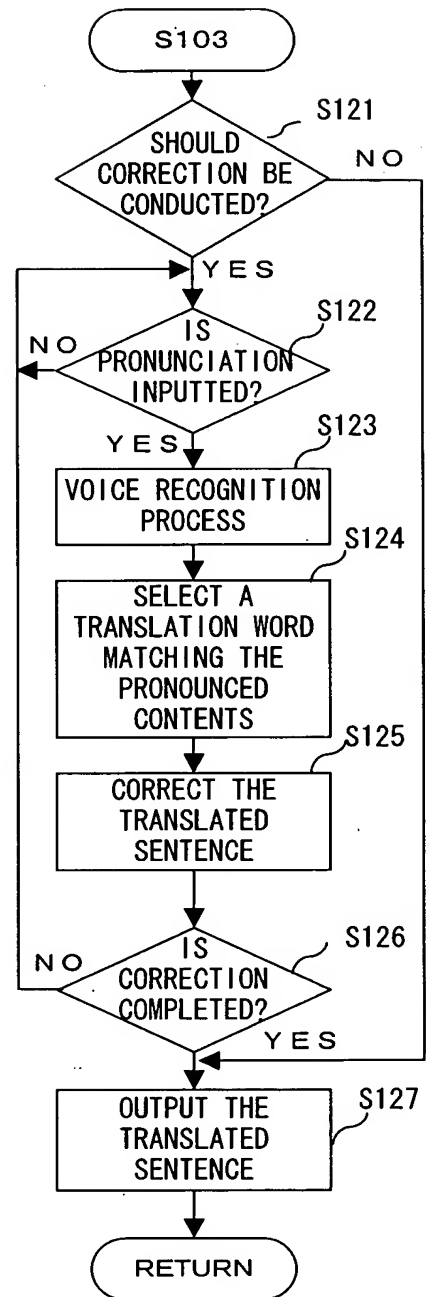 S103
S121
SHOULD
CORRECTION BE
CONDUCTED?
NO
YES
S122
IS
PRONUNCIATION
INPUTTED?
NO
YES
S123
VOICE RECOGNITION
PROCESS
S124
SELECT A
TRANSLATION WORD
MATCHING THE
PRONOUNCED
CONTENTS
S125
CORRECT THE
TRANSLATED
SENTENCE
S126
IS
CORRECTION
COMPLETED?
NO
YES
S127
OUTPUT THE
TRANSLATED
SENTENCE
RETURN